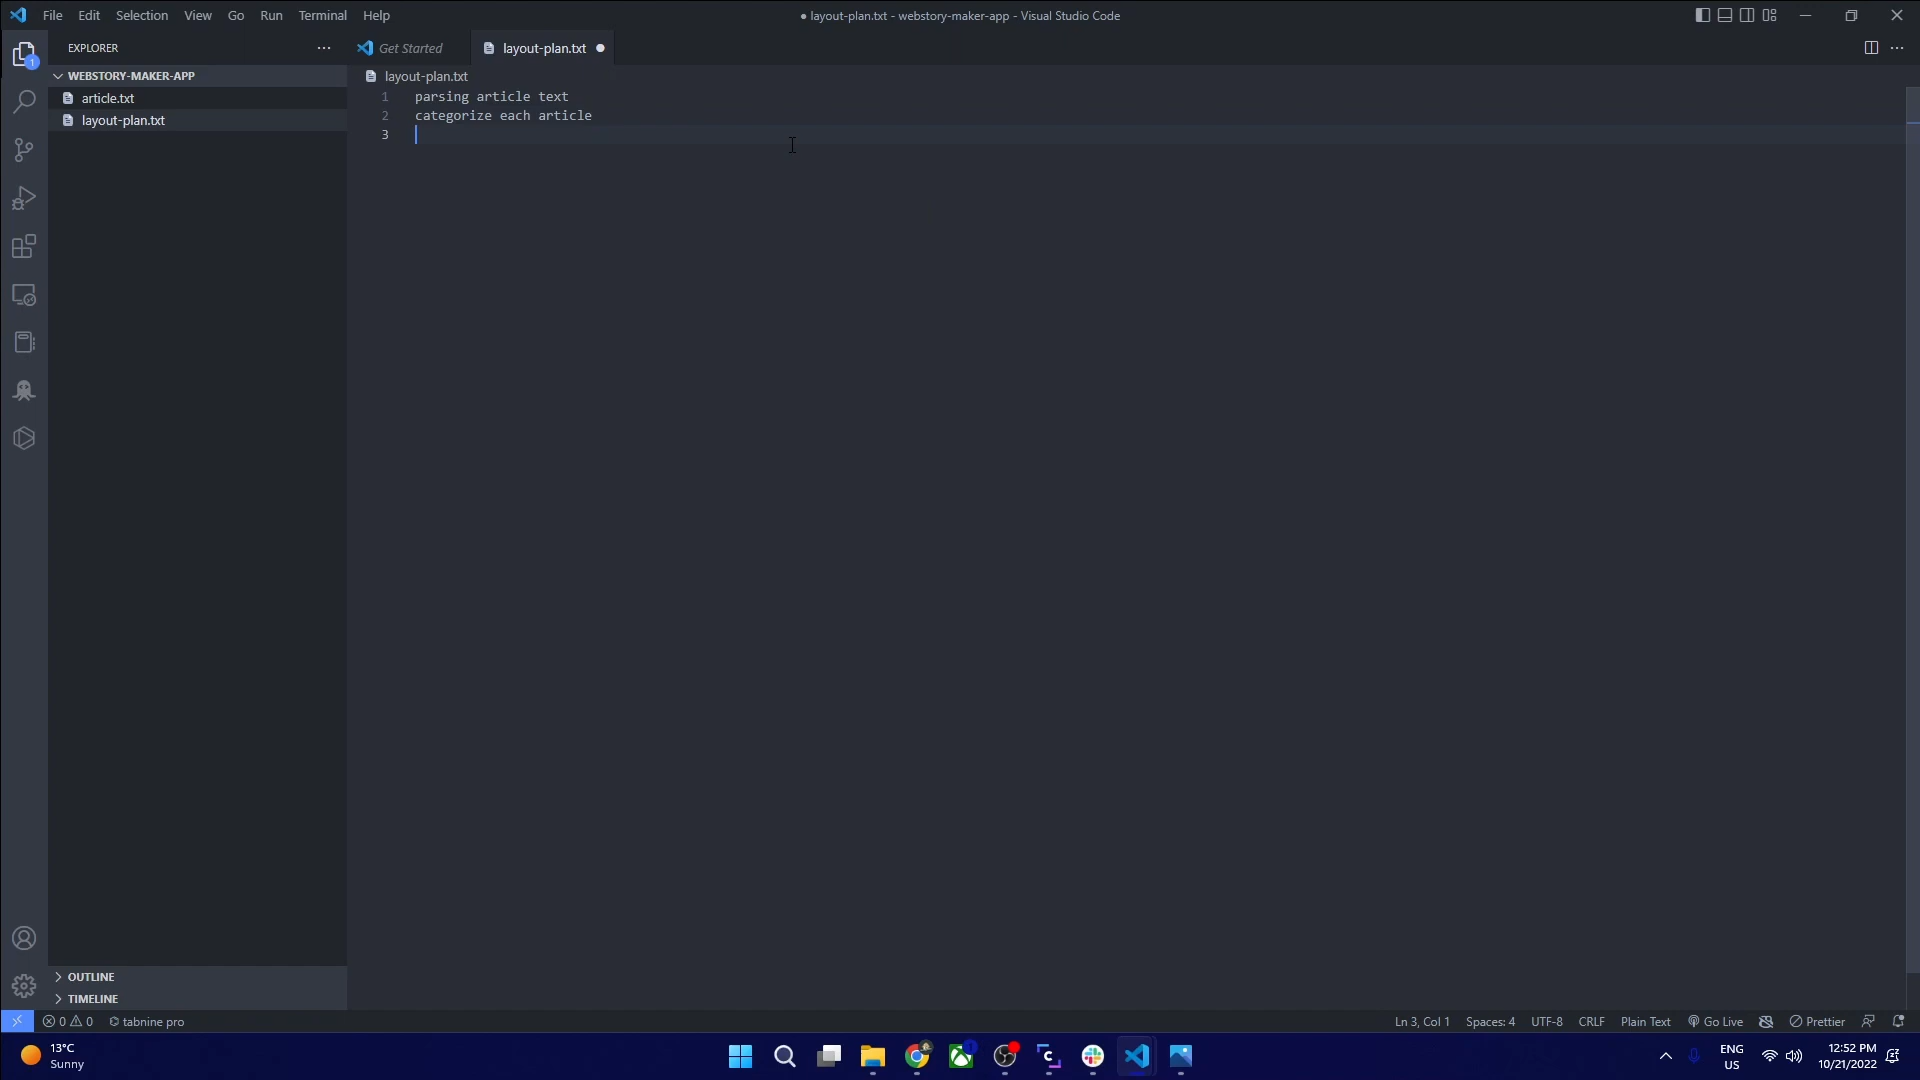 File Edit Selection View Go Run Terminal Help
● layout-plan.txt - webstory-maker-app - Visual Studio Code
EXPLORER
Get Started
layout-plan.txt
WEBSTORY-MAKER-APP
article.txt
layout-plan.txt
layout-plan.txt
1 parsing article text
2 categorize each article
3
1
OUTLINE
TIMELINE
0 0 tabnine pro
Ln 3, Col 1 Spaces: 4 UTF-8 CRLF Plain Text Go Live Prettier
13°C
Sunny
1
ENG
US
12:52 PM
10/21/2022